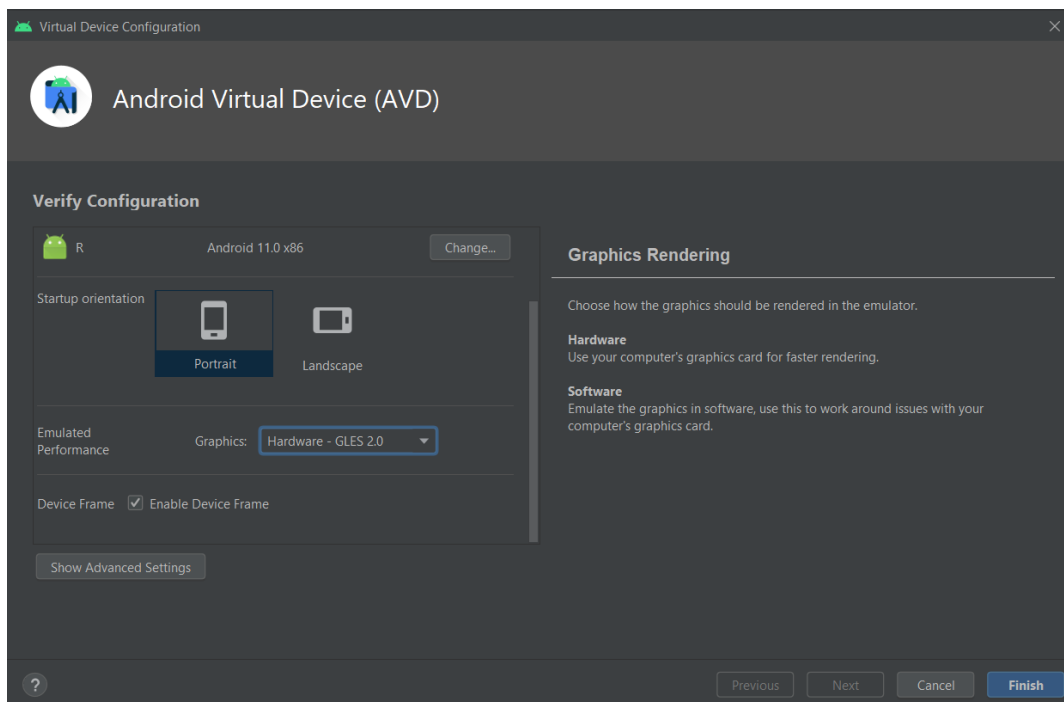 Virtual Device Configuration
Android Virtual Device (AVD)
Verify Configuration
R Android 11.0 x86 Change...
Startup orientation
Portrait
Landscape
Emulated
Performance
Graphics: Hardware - GLES 2.0
Device Frame Enable Device Frame
Show Advanced Settings
Graphics Rendering
Choose how the graphics should be rendered in the emulator.
Hardware
Use your computer's graphics card for faster rendering.
Software
Emulate the graphics in software, use this to work around issues with your
computer's graphics card.
? Previous Next Cancel Finish